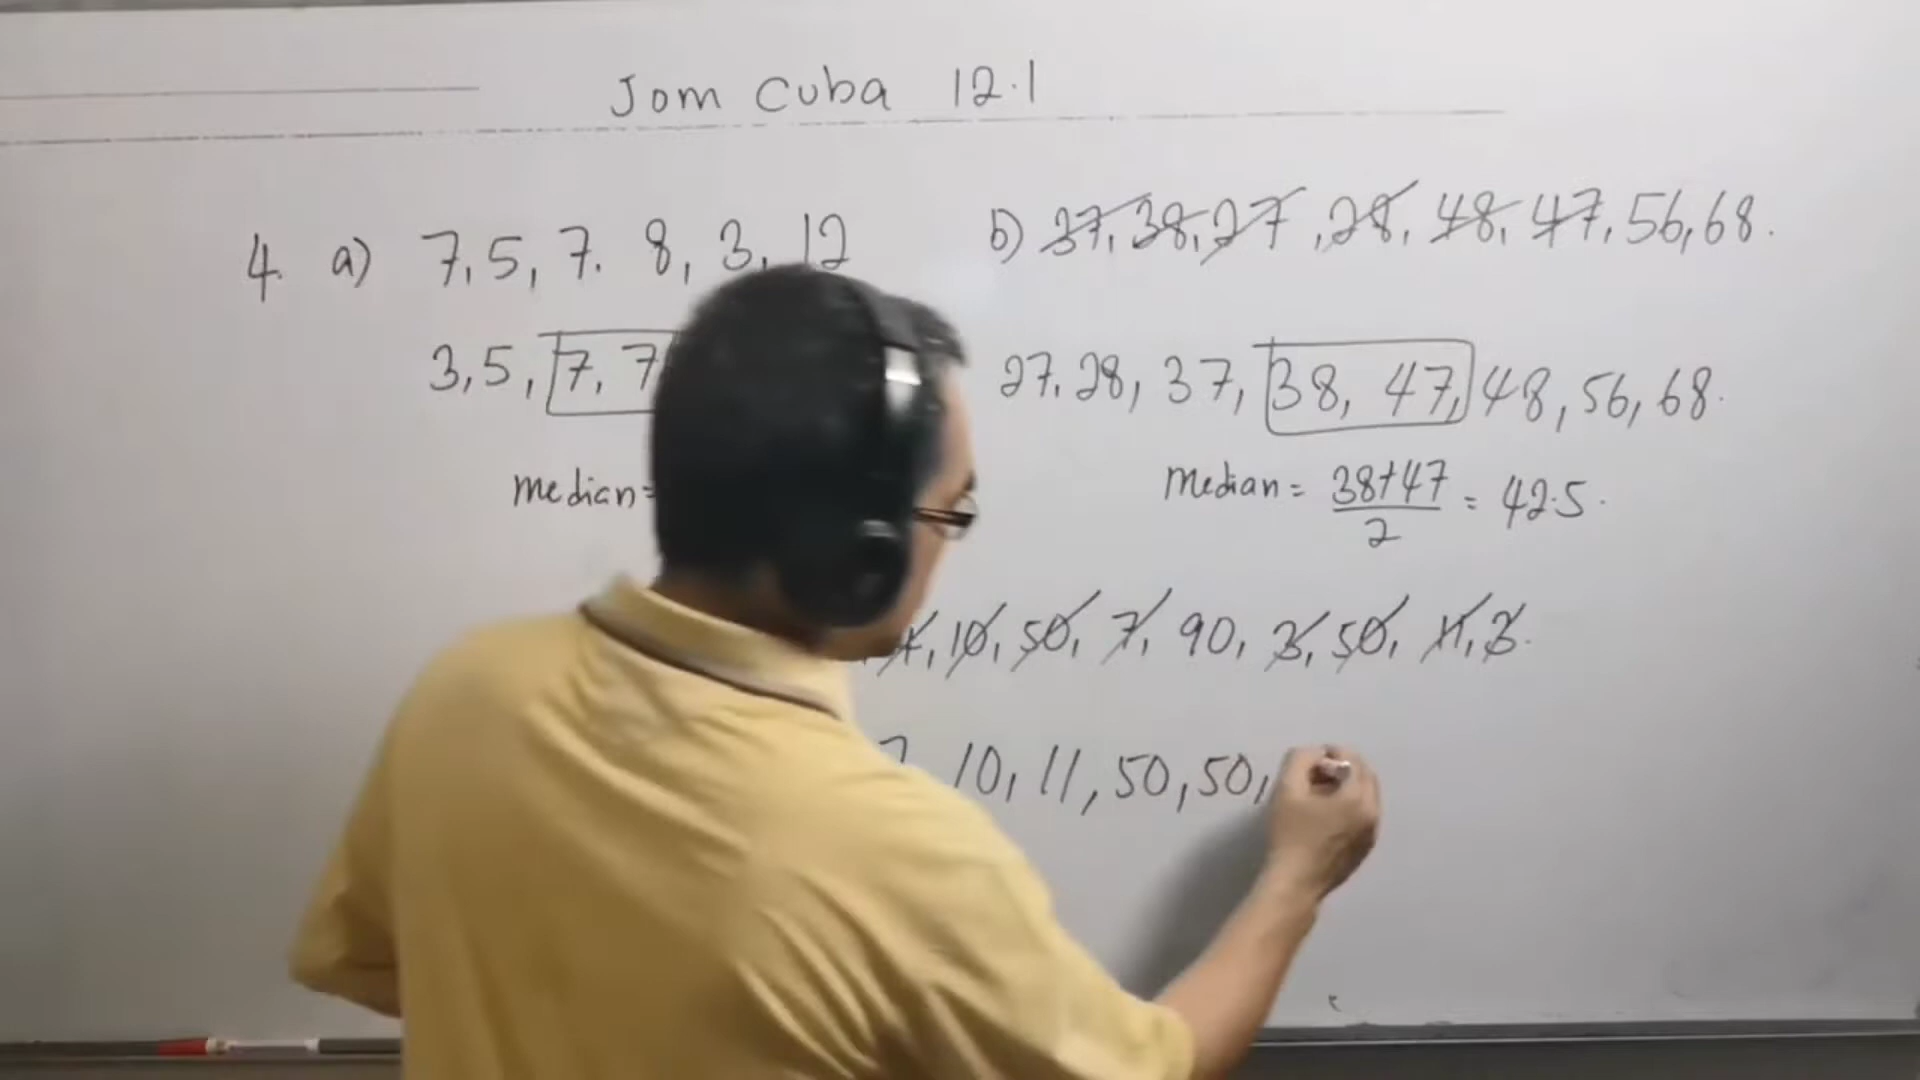 Jom Cuba 12.1
4. a) 7, 5, 7. 8, 3, 12
b) 37, 38, 27, 28, 48, 47, 56, 68.
3, 5, 7, 7
27, 28, 37, 38, 47, 48, 56, 68.
median=
Median = 38+47/2 = 42.5.
10, 50, 7, 90, 3, 50, 11, 3.
10, 11, 50, 50,